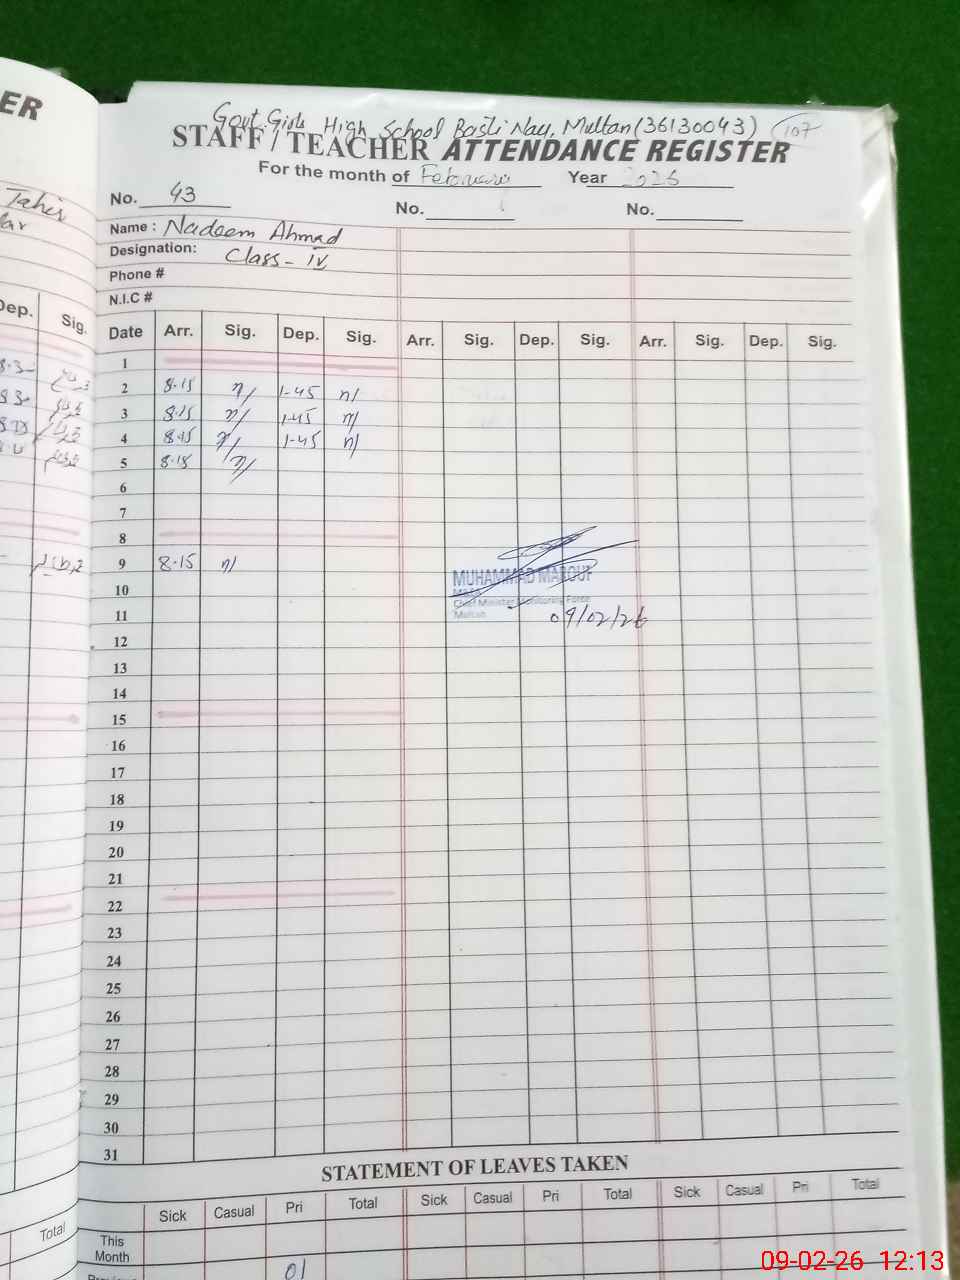 ER
Tahir
Dep. Sig.
Total
Govt Girls High School Basti Nau, Multan (36130043) 107
STAFF / TEACHER ATTENDANCE REGISTER
For the month of February Year 2026
No. 43 No. No.
Name : Nadeem Ahmad
Designation: Class - IV
Phone #
N.I.C #
Date Arr. Sig. Dep. Sig. Arr. Sig. Dep. Sig. Arr. Sig. Dep. Sig.
1
2 8-15 n/ 1-45 n/
3 8-15 n/ 1-45 n/
4 8-15 n/ 1-45 n/
5 8-15 n/
6
7
8
9 8-15 n/
MUHAMMAD MAROUF
10
Chief Minister Monitoring Force
Multan
11 09/02/26
12
13
14
15
16
17
18
19
20
21
22
23
24
25
26
27
28
29
30
31
STATEMENT OF LEAVES TAKEN
Sick Casual Pri Total Sick Casual Pri Total Sick Casual Pri Total
This
Month
01
09-02-26 12:13